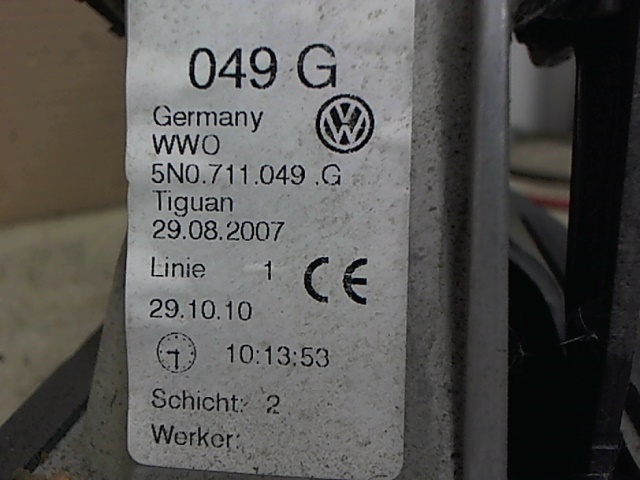 049 G
Germany
WWO
5N0.711.049 .G
Tiguan
29.08.2007
Linie 1 CE
29.10.10
10:13:53
Schicht: 2
Werker: